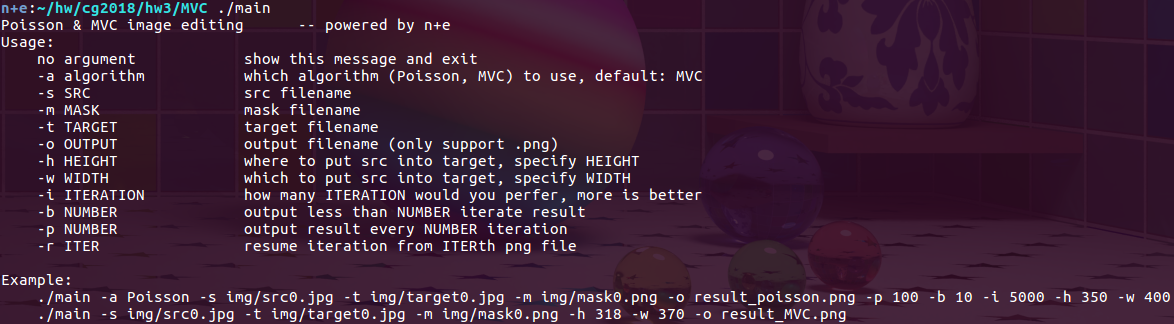 n+e:~/hw/cg2018/hw3/MVC ./main
Poisson & MVC image editing     -- powered by n+e
Usage:
    no argument             show this message and exit
    -a algorithm            which algorithm (Poisson, MVC) to use, default: MVC
    -s SRC                  src filename
    -m MASK                 mask filename
    -t TARGET               target filename
    -o OUTPUT               output filename (only support .png)
    -h HEIGHT               where to put src into target, specify HEIGHT
    -w WIDTH                which to put src into target, specify WIDTH
    -i ITERATION            how many ITERATION would you perfer, more is better
    -b NUMBER               output less than NUMBER iterate result
    -p NUMBER               output result every NUMBER iteration
    -r ITER                 resume iteration from ITERth png file
Example:
    ./main -a Poisson -s img/src0.jpg -t img/target0.jpg -m img/mask0.png -o result_poisson.png -p 100 -b 10 -i 5000 -h 350 -w 400
    ./main -s img/src0.jpg -t img/target0.jpg -m img/mask0.png -h 318 -w 370 -o result_MVC.png